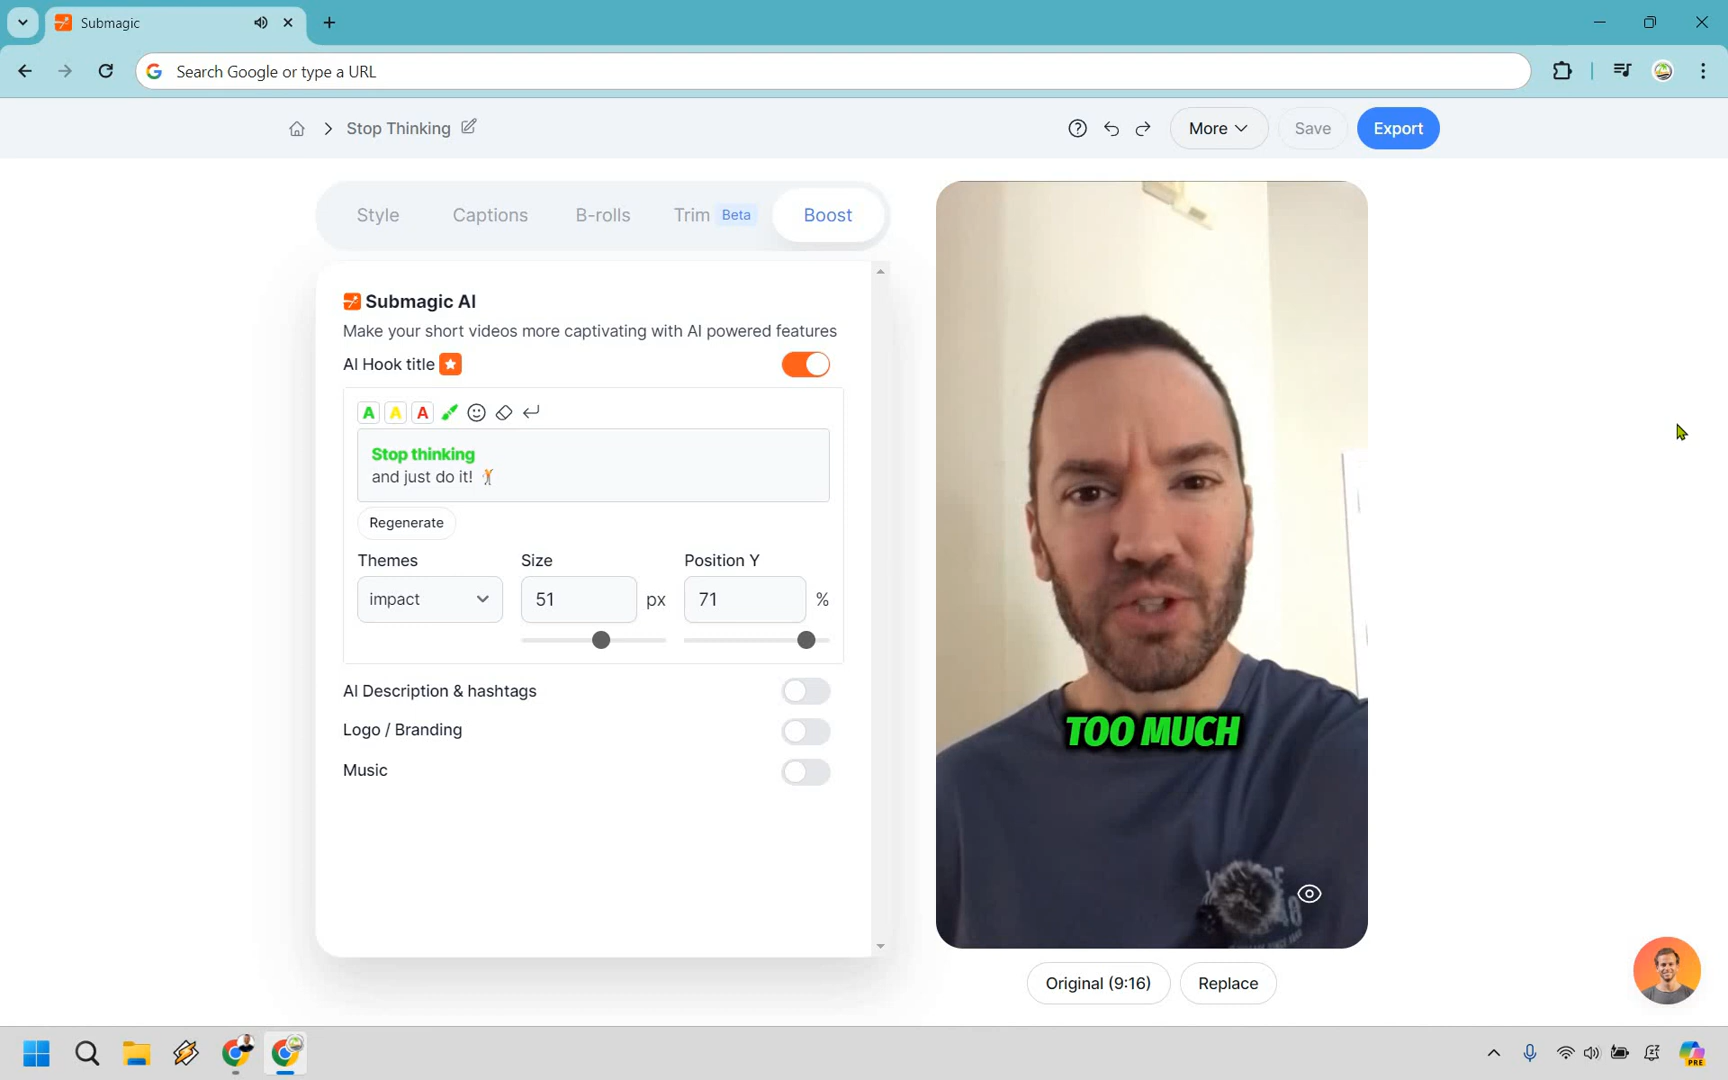 Submagic
Search Google or type a URL
Stop Thinking
More
Save
Export
Style
Captions
B-rolls
Trim Beta
Boost
Submagic AI
Make your short videos more captivating with AI powered features
AI Hook title
A A A
Stop thinking
and just do it!
Regenerate
Themes
Size
Position Y
impact
51 px
71 %
AI Description & hashtags
Logo / Branding
Music
TOO MUCH
Original (9:16)
Replace
PRE